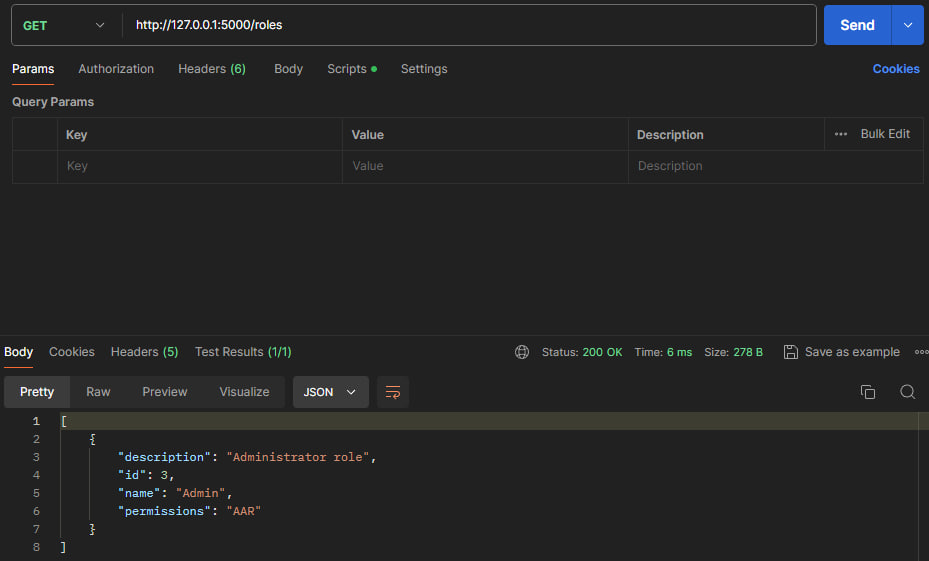 GET http://127.0.0.1:5000/roles Send
Params Authorization Headers (6) Body Scripts Settings Cookies
Query Params
Key Value Description ••• Bulk Edit
Key Value Description
Body Cookies Headers (5) Test Results (1/1) Status: 200 OK Time: 6 ms Size: 278 B Save as example
Pretty Raw Preview Visualize JSON
1 [
2 {
3 "description": "Administrator role",
4 "id": 3,
5 "name": "Admin",
6 "permissions": "AAR"
7 }
8 ]